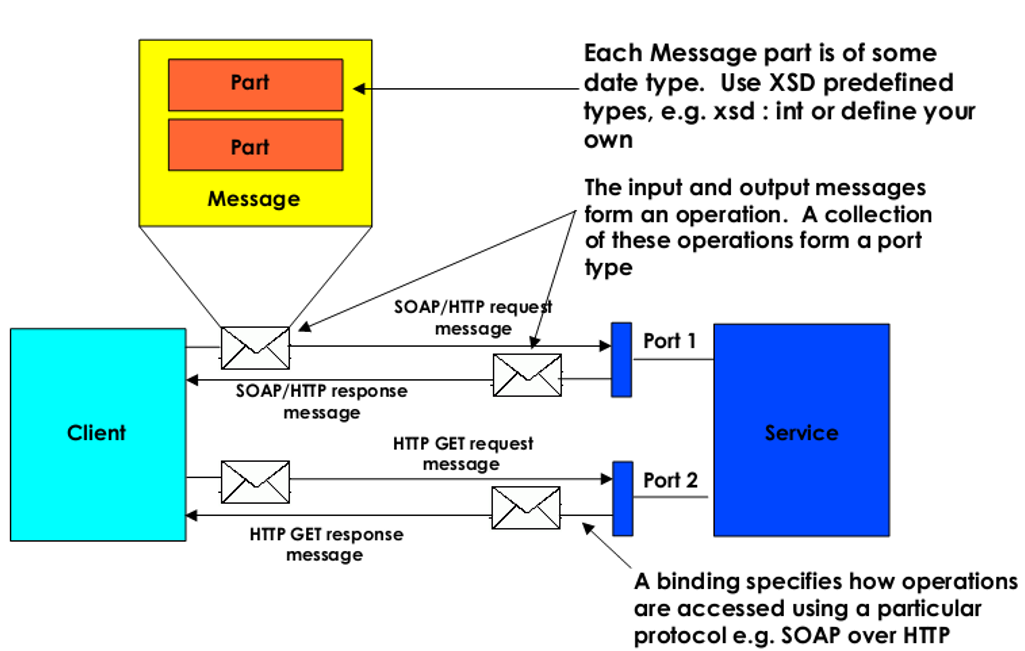 Part
Part
Message
Each Message part is of some
date type.  Use XSD predefined
types, e.g. xsd : int or define your
own
The input and output messages
form an operation.  A collection
of these operations form a port
type
SOAP/HTTP request
message
Port 1
SOAP/HTTP response
message
Client
Service
HTTP GET request
message
Port 2
HTTP GET response
message
A binding specifies how operations
are accessed using a particular
protocol e.g. SOAP over HTTP